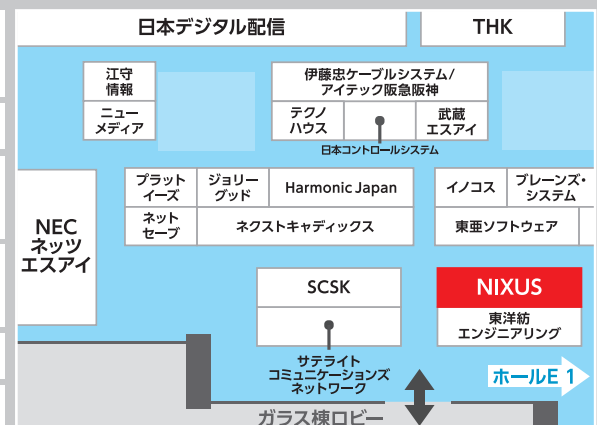 日本デジタル配信
THK
江守
情報
ニュー
メディア
伊藤忠ケーブルシステム/
アイテック阪急阪神
テクノ
ハウス
武蔵
エスアイ
日本コントロールシステム
NEC
ネッツ
エスアイ
プラット
イーズ
ジョリー
グッド
Harmonic Japan
ネット
セーブ
ネクストキャディックス
イノコス
ブレーンズ・
システム
東亜ソフトウェア
SCSK
サテライト
コミュニケーションズ
ネットワーク
NIXUS
東洋紡
エンジニアリング
ホールE 1
ガラス棟ロビー